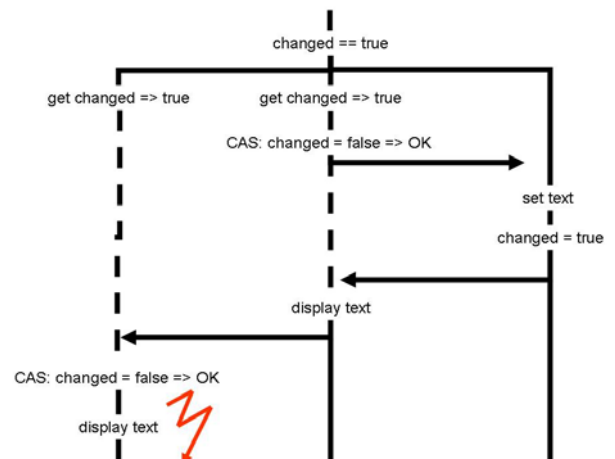 changed == true
get changed => true
get changed => true
CAS: changed = false => OK
set text
changed = true
display text
CAS: changed = false => OK
display text